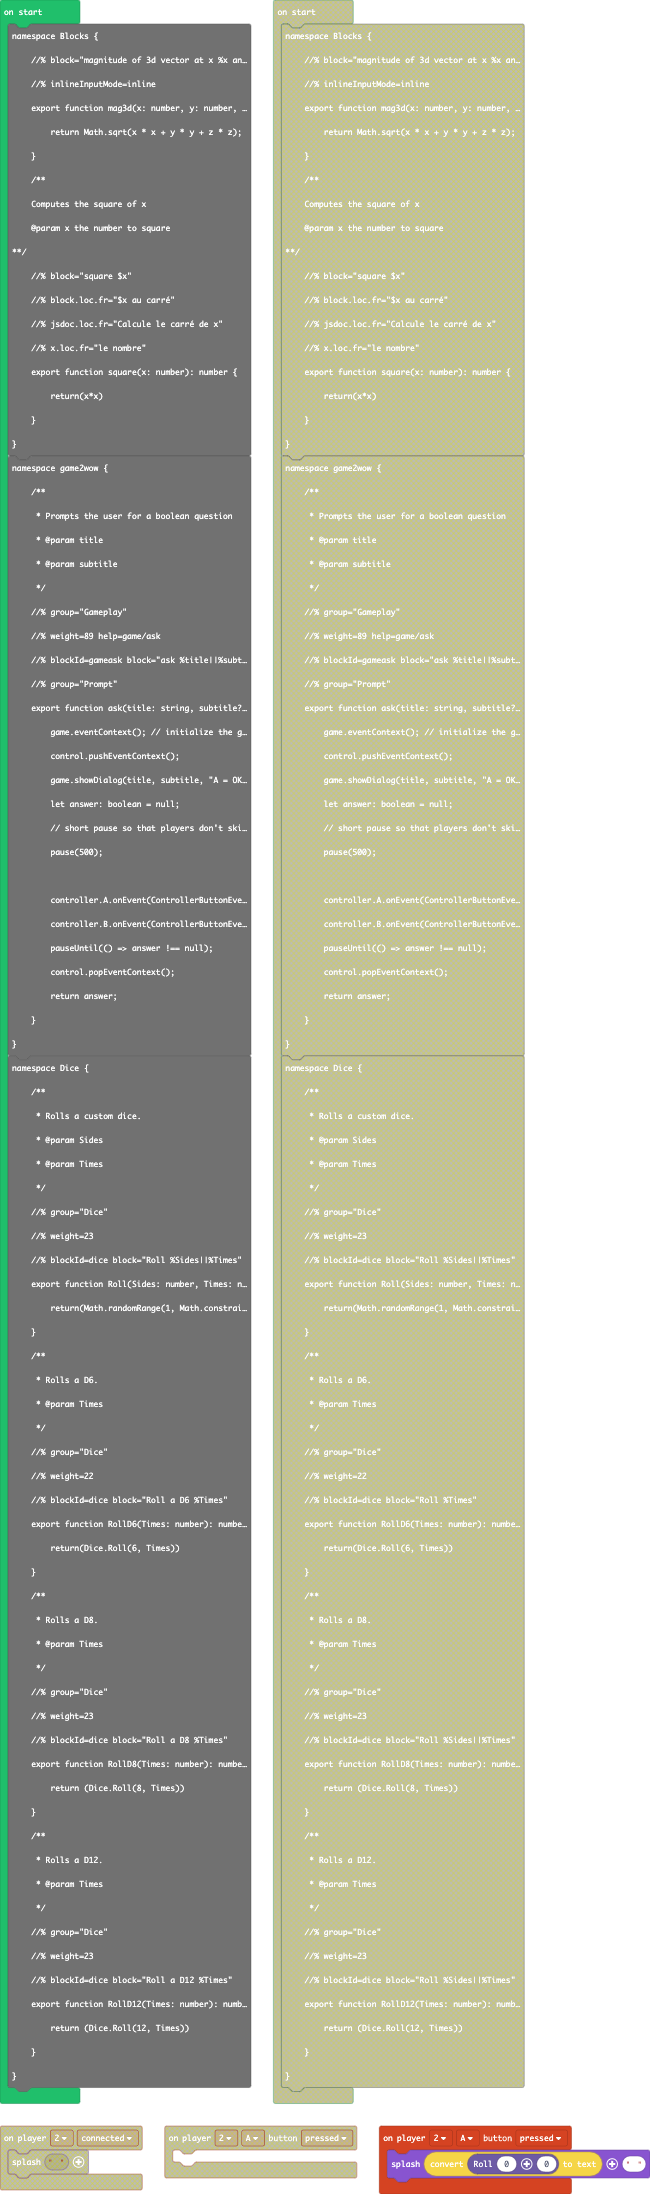 on start
namespace Blocks {
//% block="magnitude of 3d vector at x %x an…
//% inlineInputMode=inline
export function mag3d(x: number, y: number, …
return Math.sqrt(x * x + y * y + z * z);
}
/**
Computes the square of x
@param x the number to square
**/
//% block="square $x"
//% block.loc.fr="$x au carré"
//% jsdoc.loc.fr="Calcule le carré de x"
//% x.loc.fr="le nombre"
export function square(x: number): number {
return(x*x)
}
}
namespace game2wow {
/**
* Prompts the user for a boolean question
* @param title
* @param subtitle
*/
//% group="Gameplay"
//% weight=89 help=game/ask
//% blockId=gameask block="ask %title||%subt…
//% group="Prompt"
export function ask(title: string, subtitle?…
game.eventContext(); // initialize the g…
control.pushEventContext();
game.showDialog(title, subtitle, "A = OK…
let answer: boolean = null;
// short pause so that players don't ski…
pause(500);
controller.A.onEvent(ControllerButtonEve…
controller.B.onEvent(ControllerButtonEve…
pauseUntil(() => answer !== null);
control.popEventContext();
return answer;
}
}
namespace Dice {
/**
* Rolls a custom dice.
* @param Sides
* @param Times
*/
//% group="Dice"
//% weight=23
//% blockId=dice block="Roll %Sides||%Times"
export function Roll(Sides: number, Times: n…
return(Math.randomRange(1, Math.constrai…
}
/**
* Rolls a D6.
* @param Times
*/
//% group="Dice"
//% weight=22
//% blockId=dice block="Roll a D6 %Times"
export function RollD6(Times: number): numbe…
return(Dice.Roll(6, Times))
}
/**
* Rolls a D8.
* @param Times
*/
//% group="Dice"
//% weight=23
//% blockId=dice block="Roll a D8 %Times"
export function RollD8(Times: number): numbe…
return (Dice.Roll(8, Times))
}
/**
* Rolls a D12.
* @param Times
*/
//% group="Dice"
//% weight=23
//% blockId=dice block="Roll a D12 %Times"
export function RollD12(Times: number): numb…
return (Dice.Roll(12, Times))
}
}
on start
namespace Blocks {
//% block="magnitude of 3d vector at x %x an…
//% inlineInputMode=inline
export function mag3d(x: number, y: number, …
return Math.sqrt(x * x + y * y + z * z);
}
/**
Computes the square of x
@param x the number to square
**/
//% block="square $x"
//% block.loc.fr="$x au carré"
//% jsdoc.loc.fr="Calcule le carré de x"
//% x.loc.fr="le nombre"
export function square(x: number): number {
return(x*x)
}
}
namespace game2wow {
/**
* Prompts the user for a boolean question
* @param title
* @param subtitle
*/
//% group="Gameplay"
//% weight=89 help=game/ask
//% blockId=gameask block="ask %title||%subt…
//% group="Prompt"
export function ask(title: string, subtitle?…
game.eventContext(); // initialize the g…
control.pushEventContext();
game.showDialog(title, subtitle, "A = OK…
let answer: boolean = null;
// short pause so that players don't ski…
pause(500);
controller.A.onEvent(ControllerButtonEve…
controller.B.onEvent(ControllerButtonEve…
pauseUntil(() => answer !== null);
control.popEventContext();
return answer;
}
}
namespace Dice {
/**
* Rolls a custom dice.
* @param Sides
* @param Times
*/
//% group="Dice"
//% weight=23
//% blockId=dice block="Roll %Sides||%Times"
export function Roll(Sides: number, Times: n…
return(Math.randomRange(1, Math.constrai…
}
/**
* Rolls a D6.
* @param Times
*/
//% group="Dice"
//% weight=22
//% blockId=dice block="Roll %Times"
export function RollD6(Times: number): numbe…
return(Dice.Roll(6, Times))
}
/**
* Rolls a D8.
* @param Times
*/
//% group="Dice"
//% weight=23
//% blockId=dice block="Roll %Sides||%Times"
export function RollD8(Times: number): numbe…
return (Dice.Roll(8, Times))
}
/**
* Rolls a D12.
* @param Times
*/
//% group="Dice"
//% weight=23
//% blockId=dice block="Roll %Sides||%Times"
export function RollD12(Times: number): numb…
return (Dice.Roll(12, Times))
}
}
on player 2 connected
splash " "
on player 2 A button pressed
on player 2 A button pressed
splash convert Roll 0 0 to text " "